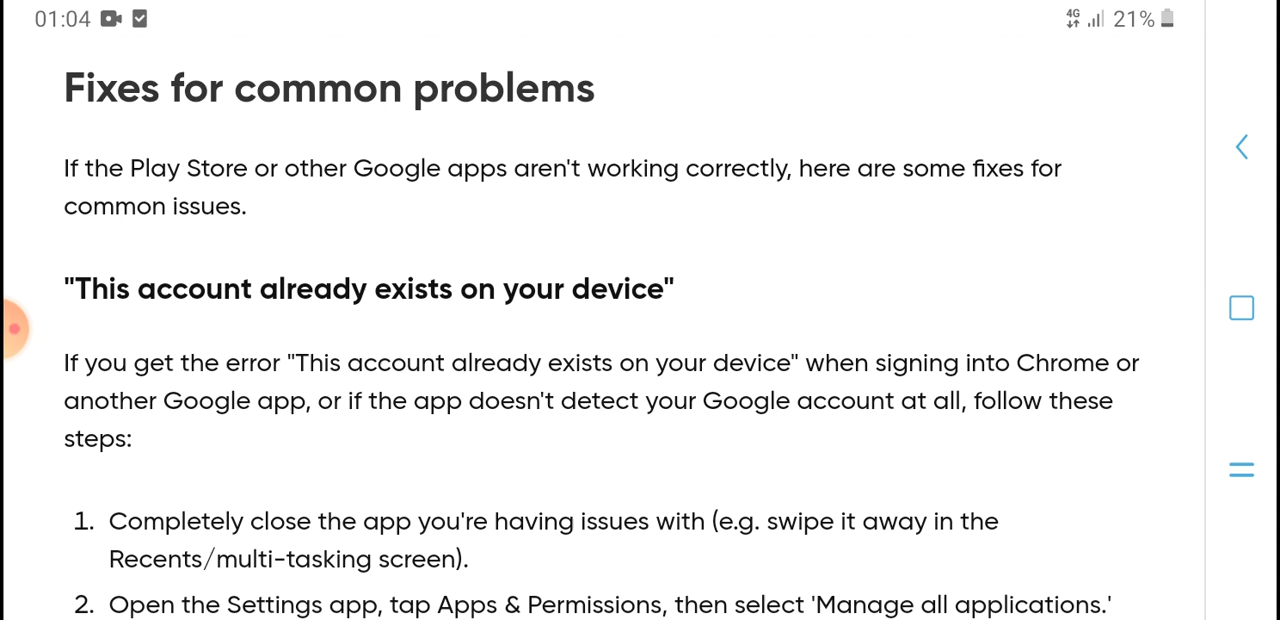 01:04
4G 21%
Fixes for common problems
If the Play Store or other Google apps aren't working correctly, here are some fixes for
common issues.
"This account already exists on your device"
If you get the error "This account already exists on your device" when signing into Chrome or
another Google app, or if the app doesn't detect your Google account at all, follow these
steps:
1. Completely close the app you're having issues with (e.g. swipe it away in the
Recents/multi-tasking screen).
2. Open the Settings app, tap Apps & Permissions, then select 'Manage all applications.'